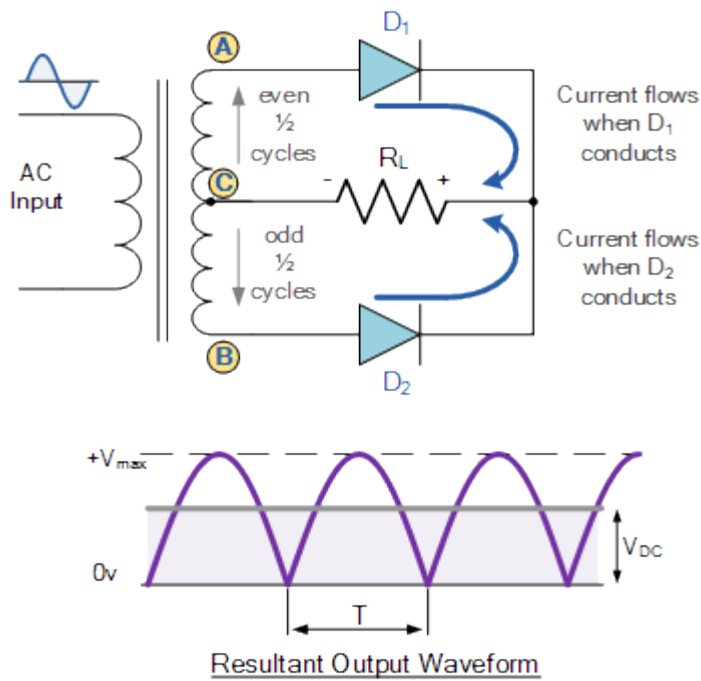 A
D1
even
½
cycles
Current flows
when D1
conducts
AC
Input
C
- RL +
odd
½
cycles
Current flows
when D2
conducts
B
D2
+Vmax
0v
VDC
T
Resultant Output Waveform